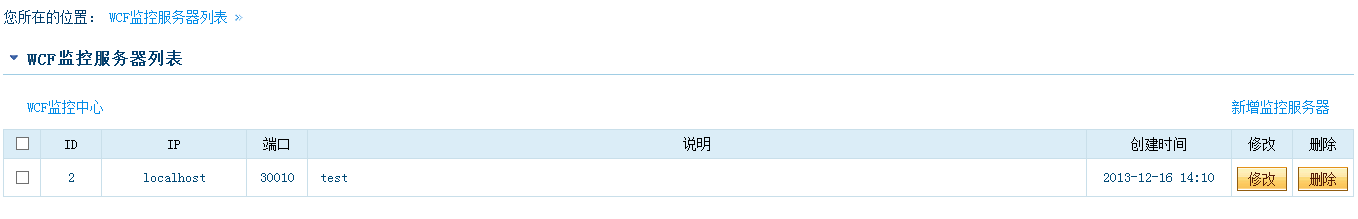 您所在的位置： WCF监控服务器列表 »
WCF监控服务器列表
WCF监控中心 新增监控服务器
ID IP 端口 说明 创建时间 修改 删除
2 localhost 30010 test 2013-12-16 14:10 修改 删除